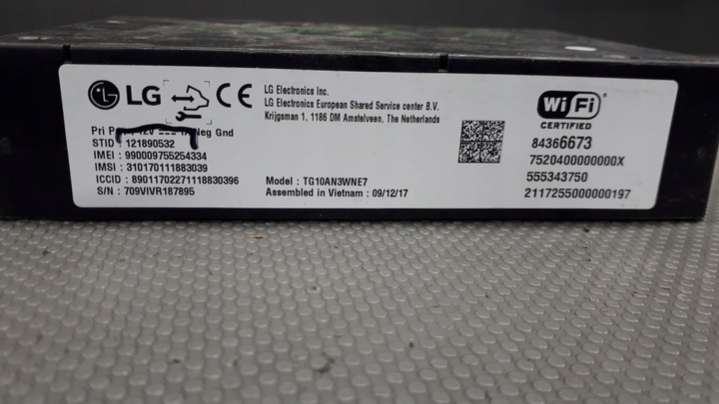 LG CE
LG Electronics Inc.
LG Electronics European Shared Service center B.V.
Krijgsman 1, 1186 DM Amstelveen, The Netherlands
Pri 12V Neg Gnd
STID : 121890532
IMEI : 990009755254334
IMSI : 310170111883039
ICCID : 89011702271118830396
S/N : 709VIVR187895
Model : TG10AN3WNE7
Assembled in Vietnam : 09/12/17
Wi Fi
CERTIFIED
84366673
7520400000000X
555343750
2117255000000197